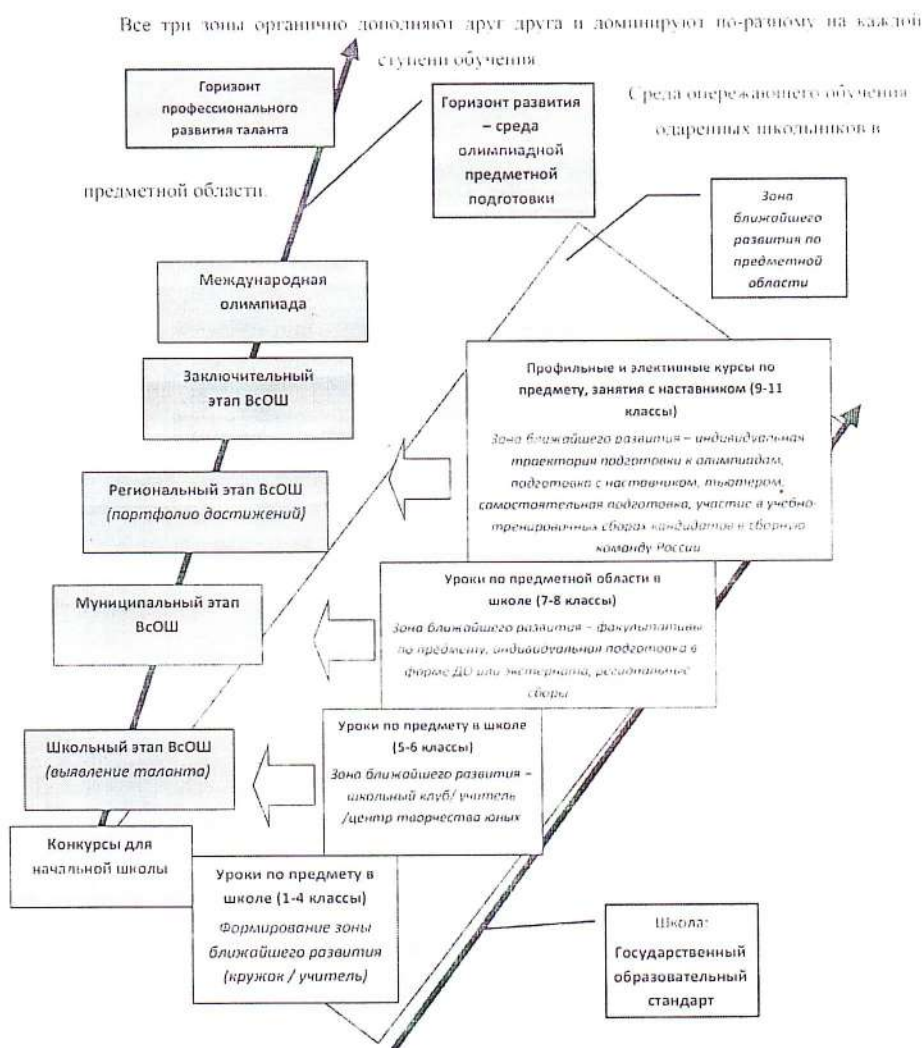 Все три зоны органично дополняют друг друга и доминируют по-разному на каждой
ступени обучения.
Горизонт
профессионального
развития таланта
Горизонт развития
– среда
олимпиадной
предметной
подготовки
Среда опережающего обучения
одаренных школьников в
предметной области.
Зона
ближайшего
развития по
предметной
области
Международная
олимпиада
Заключительный
этап ВсОШ
Профильные и элективные курсы по
предмету, занятия с наставником (9-11
классы)
Зона ближайшего развития – индивидуальная
траектория подготовки к олимпиадам,
подготовка с наставником, тьютером,
самостоятельная подготовка, участие в учебно-
тренировочных сборах кандидатов в сборную
команду России
Региональный этап ВсОШ
(портфолио достижений)
Уроки по предметной области в
школе (7-8 классы)
Зона ближайшего развития – факультативы
по предмету, индивидуальная подготовка в
форме ДО или экстерната, региональные
сборы
Муниципальный этап
ВсОШ
Уроки по предмету в школе
(5-6 классы)
Зона ближайшего развития –
школьный клуб/ учитель
/центр творчества юных
Школьный этап ВсОШ
(выявление таланта)
Конкурсы для
начальной школы
Уроки по предмету в
школе (1-4 классы)
Формирование зоны
ближайшего развития
(кружок / учитель)
Школа:
Государственный
образовательный
стандарт